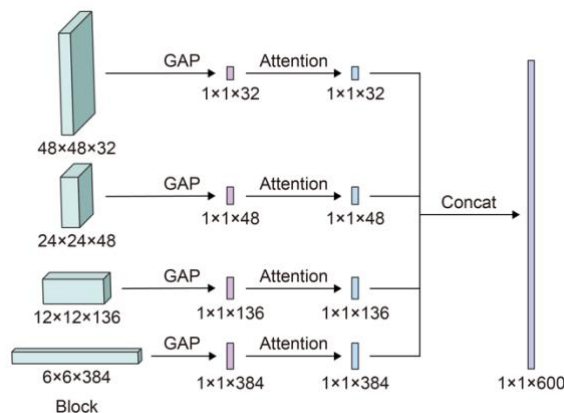 GAP
Attention
1×1×32
1×1×32
48×48×32
GAP
Attention
1×1×48
1×1×48
24×24×48
Concat
GAP
Attention
1×1×136
1×1×136
12×12×136
GAP
Attention
6×6×384
1×1×384
1×1×384
1×1×600
Block